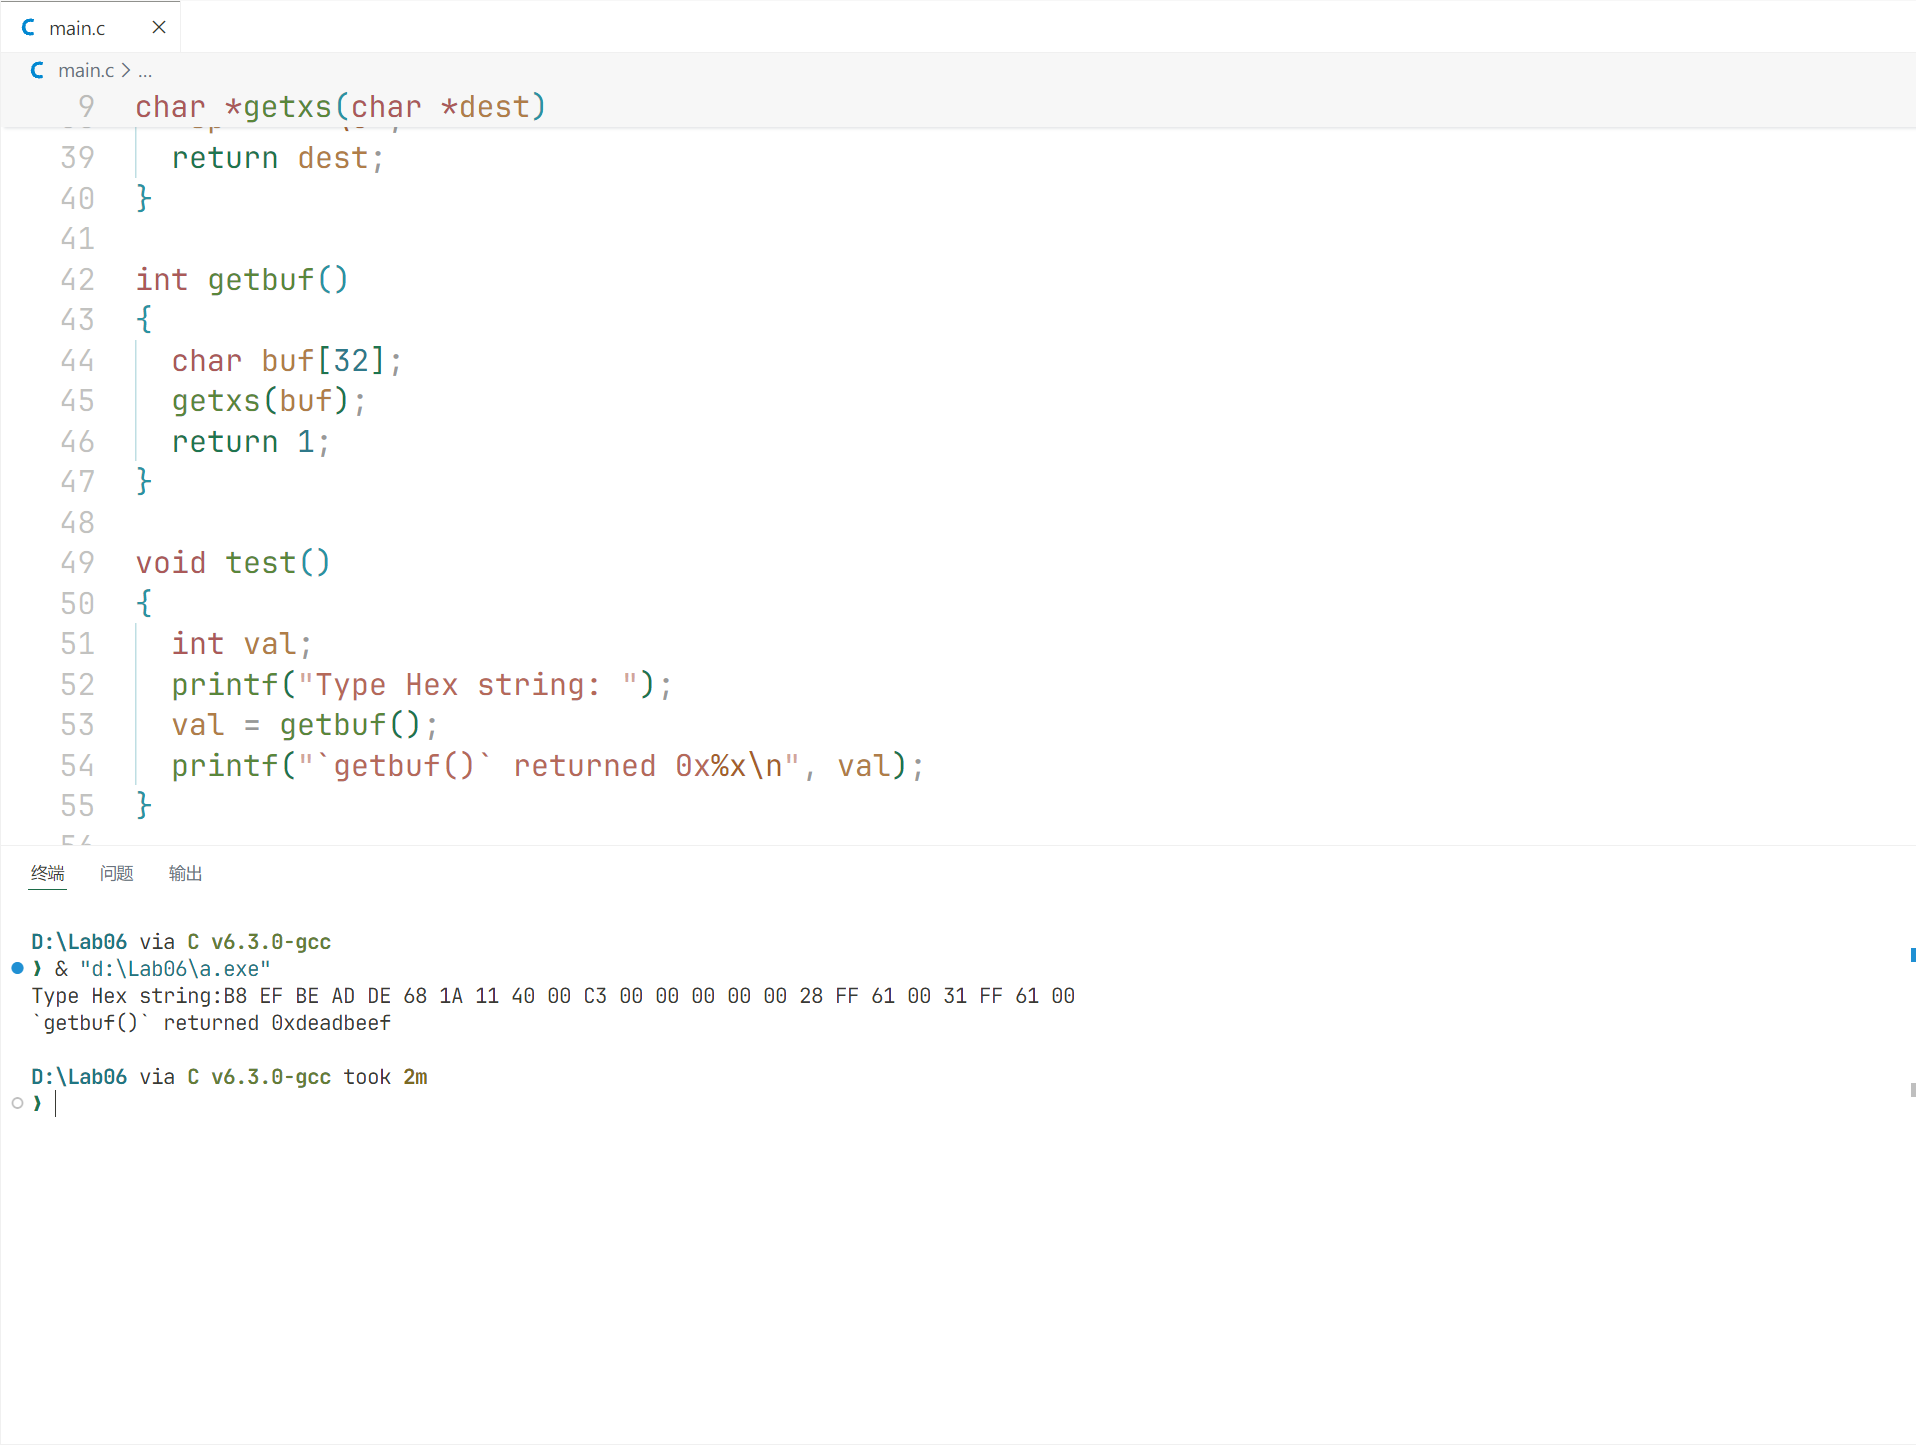 main.c
main.c > ...
9 char *getxs(char *dest)
39 return dest;
40 }
41
42 int getbuf()
43 {
44 char buf[32];
45 getxs(buf);
46 return 1;
47 }
48
49 void test()
50 {
51 int val;
52 printf("Type Hex string: ");
53 val = getbuf();
54 printf("`getbuf()` returned 0x%x\n", val);
55 }
终端 问题 输出
D:\Lab06 via C v6.3.0-gcc
❯ & "d:\Lab06\a.exe"
Type Hex string:B8 EF BE AD DE 68 1A 11 40 00 C3 00 00 00 00 00 28 FF 61 00 31 FF 61 00
`getbuf()` returned 0xdeadbeef
D:\Lab06 via C v6.3.0-gcc took 2m
❯